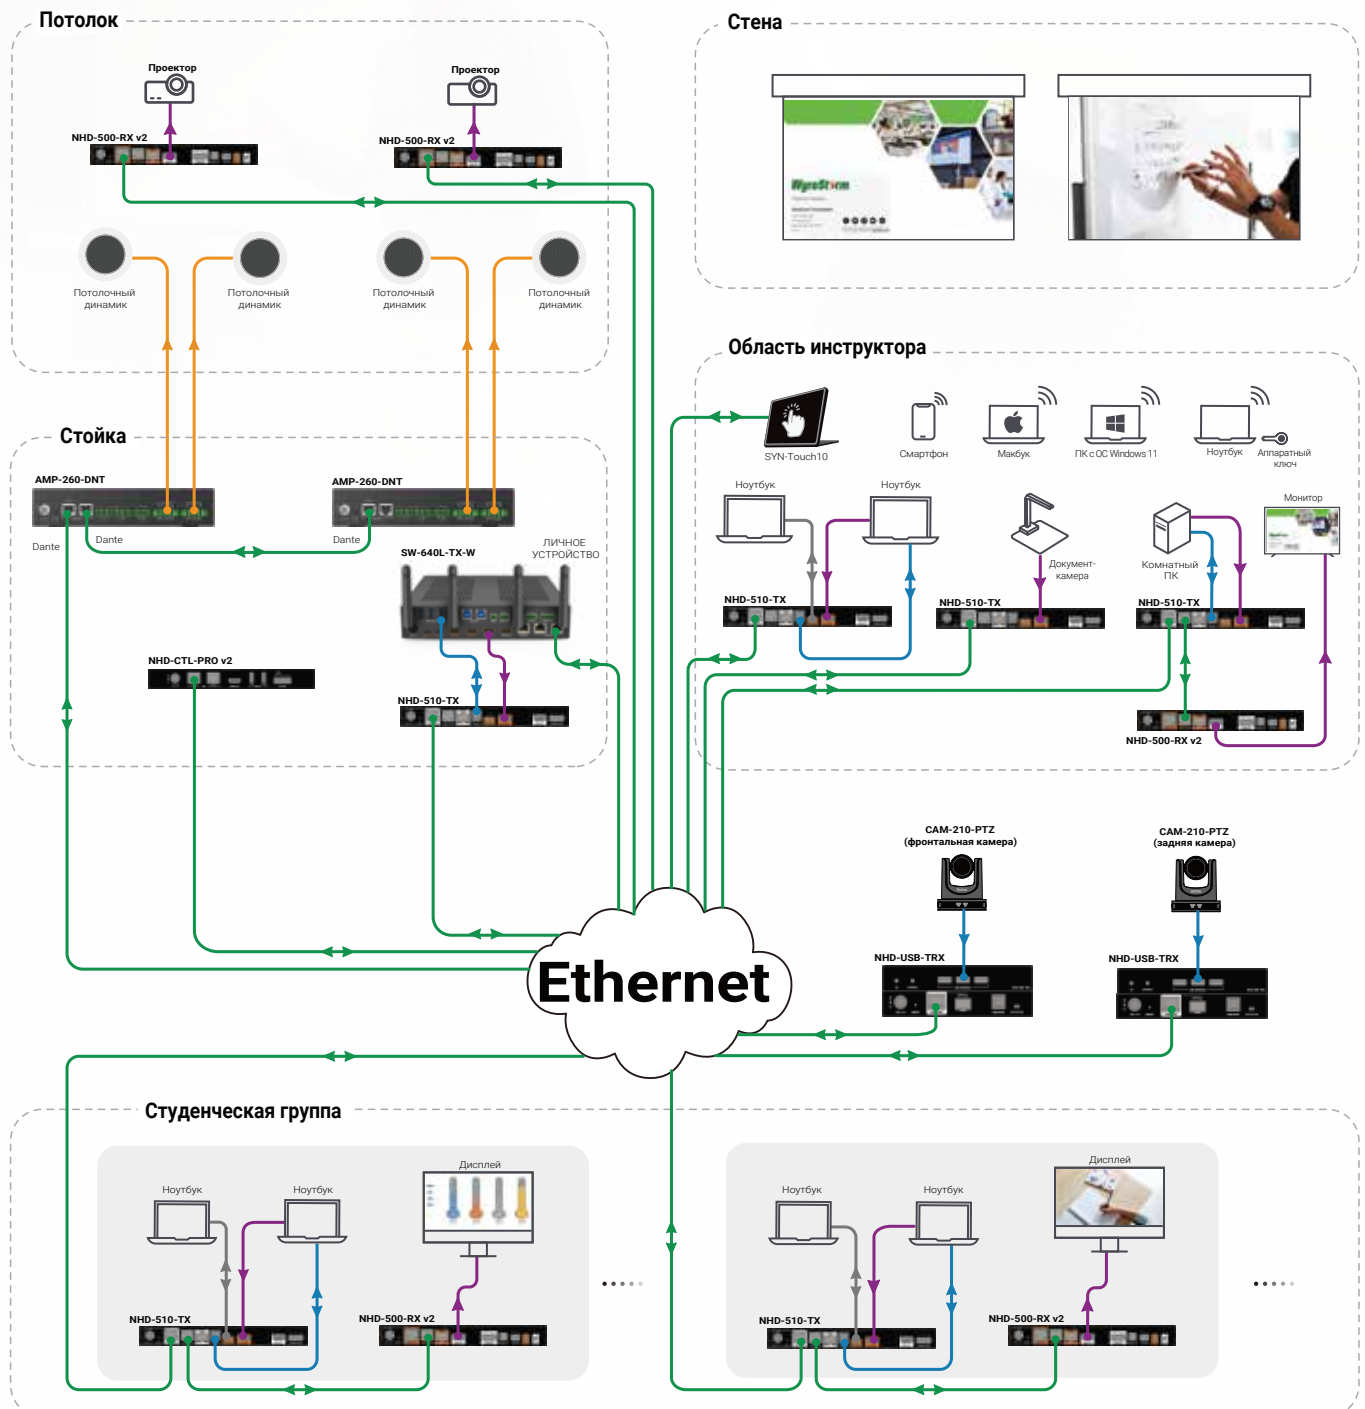 Потолок
Проектор
NHD-500-RX v2
Проектор
NHD-500-RX v2
Потолочный
динамик
Потолочный
динамик
Потолочный
динамик
Потолочный
динамик
Стена
WyreStorm
Стойка
AMP-260-DNT
Dante
Dante
AMP-260-DNT
Dante
SW-640L-TX-W
ЛИЧНОЕ
УСТРОЙСТВО
NHD-CTL-PRO v2
NHD-510-TX
Область инструктора
SYN-Touch10
Смартфон
Макбук
ПК с ОС Windows 11
Ноутбук
Аппаратный
ключ
Ноутбук
Ноутбук
NHD-510-TX
Документ-
камера
NHD-510-TX
Комнатный
ПК
Монитор
NHD-510-TX
NHD-500-RX v2
CAM-210-PTZ
(фронтальная камера)
NHD-USB-TRX
CAM-210-PTZ
(задняя камера)
NHD-USB-TRX
Ethernet
Студенческая группа
Ноутбук
Ноутбук
Дисплей
NHD-510-TX
NHD-500-RX v2
Ноутбук
Ноутбук
Дисплей
NHD-510-TX
NHD-500-RX v2